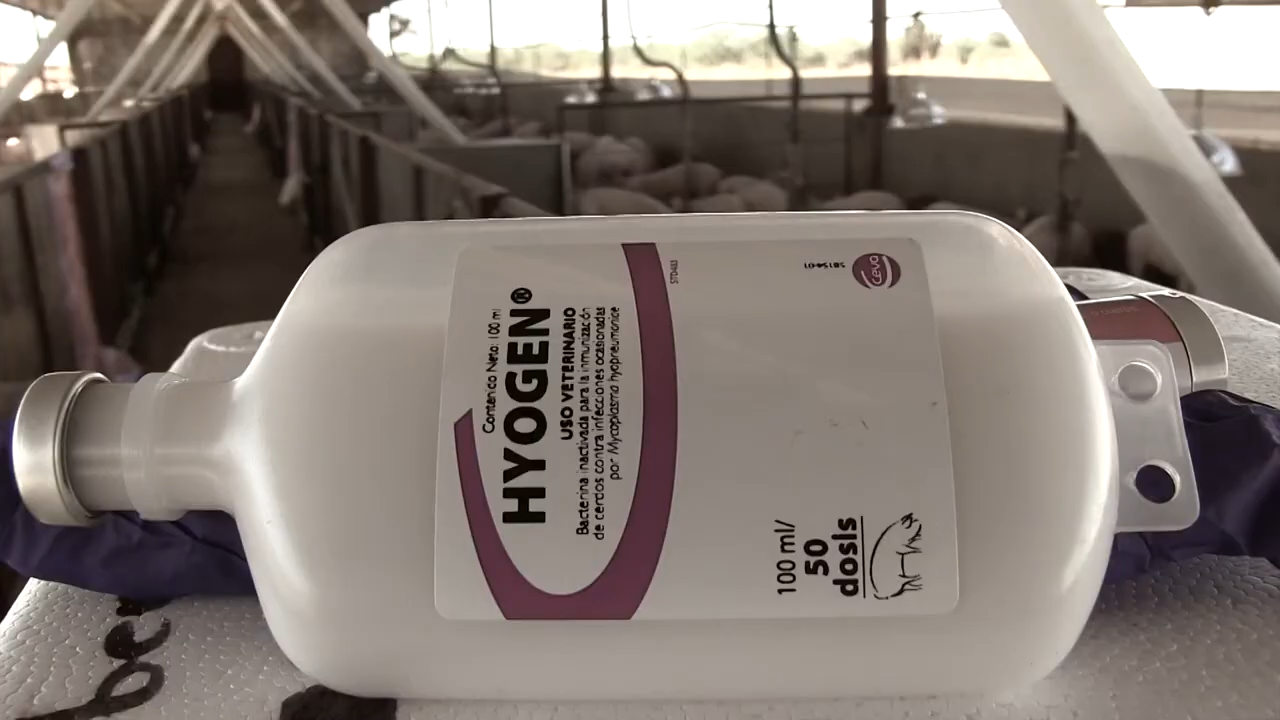 Contenido Neto: 100 ml
HYOGEN®
USO VETERINARIO
Bacterina inactivada para la inmunización
de cerdos contra infecciones ocasionadas
por Mycoplasma hyopneumoniae
100 ml/
50
dosis
Ceva